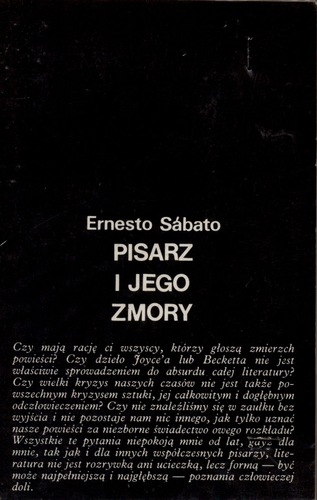 Ernesto Sábato
PISARZ
I JEGO
ZMORY
Czy mają rację ci wszyscy, którzy głoszą zmierzch
powieści? Czy dzieło Joyce'a lub Becketta nie jest
właściwie sprowadzeniem do absurdu całej literatury?
Czy wielki kryzys naszych czasów nie jest także po-
wszechnym kryzysem sztuki, jej całkowitym i dogłębnym
odczłowieczeniem? Czy nie znaleźliśmy się w zaułku bez
wyjścia i nie pozostaje nam nic innego, jak tylko uznać
nasze powieści za niezborne świadectwo owego rozkładu?
Wszystkie te pytania niepokoją mnie od lat, gdyż dla
mnie, tak jak i dla innych współczesnych pisarzy, lite-
ratura nie jest rozrywką ani ucieczką, lecz formą — być
może najpełniejszą i najgłębszą — poznania człowieczej
doli.